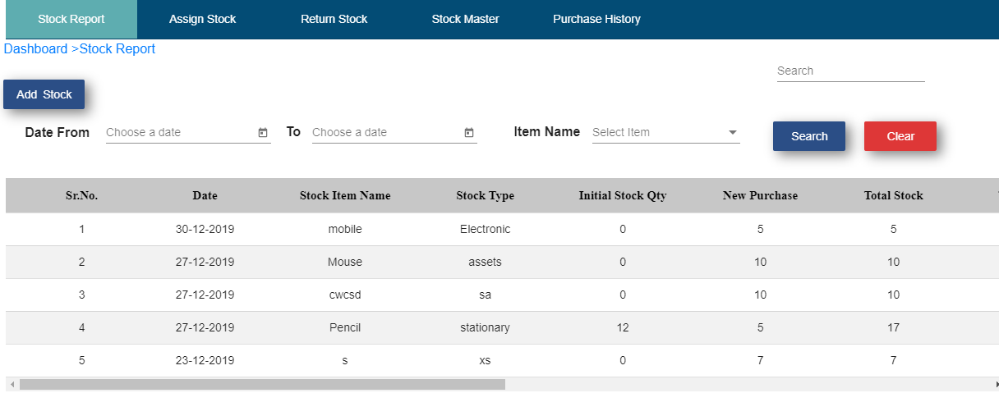 Stock Report Assign Stock Return Stock Stock Master Purchase History
Dashboard >Stock Report
Search
Add Stock
Date From Choose a date To Choose a date Item Name Select Item Search Clear
Sr.No. Date Stock Item Name Stock Type Initial Stock Qty New Purchase Total Stock
1 30-12-2019 mobile Electronic 0 5 5
2 27-12-2019 Mouse assets 0 10 10
3 27-12-2019 cwcsd sa 0 10 10
4 27-12-2019 Pencil stationary 12 5 17
5 23-12-2019 s xs 0 7 7